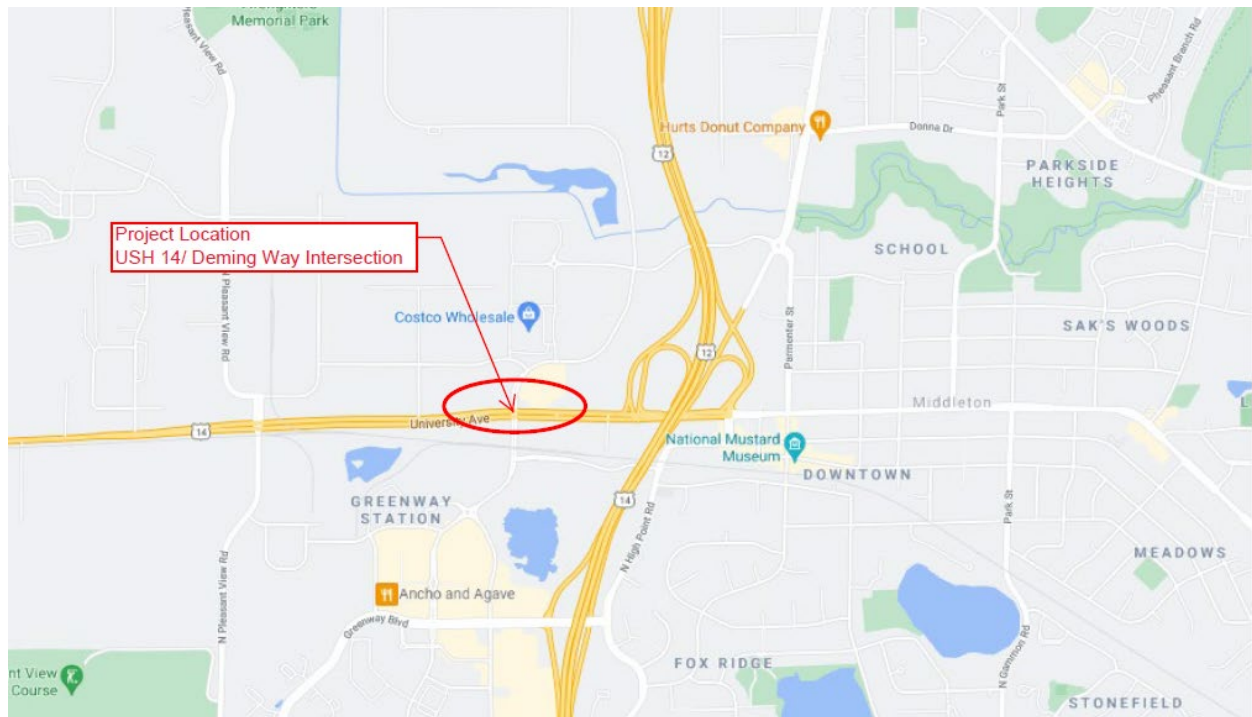 Memorial Park
Pleasant View Rd
Pheasant Branch Rd
Park St
Hurts Donut Company
Donna Dr
12
PARKSIDE
HEIGHTS
Project Location
USH 14/ Deming Way Intersection
SCHOOL
N Pleasant View Rd
Costco Wholesale
Parmenter St
SAK'S WOODS
12
Middleton
University Ave
14
National Mustard
Museum
DOWNTOWN
GREENWAY
STATION
14
Park St
N High Point Rd
MEADOWS
N Pleasant View Rd
Ancho and Agave
Greenway Blvd
N Gammon Rd
FOX RIDGE
nt View
Course
STONEFIELD